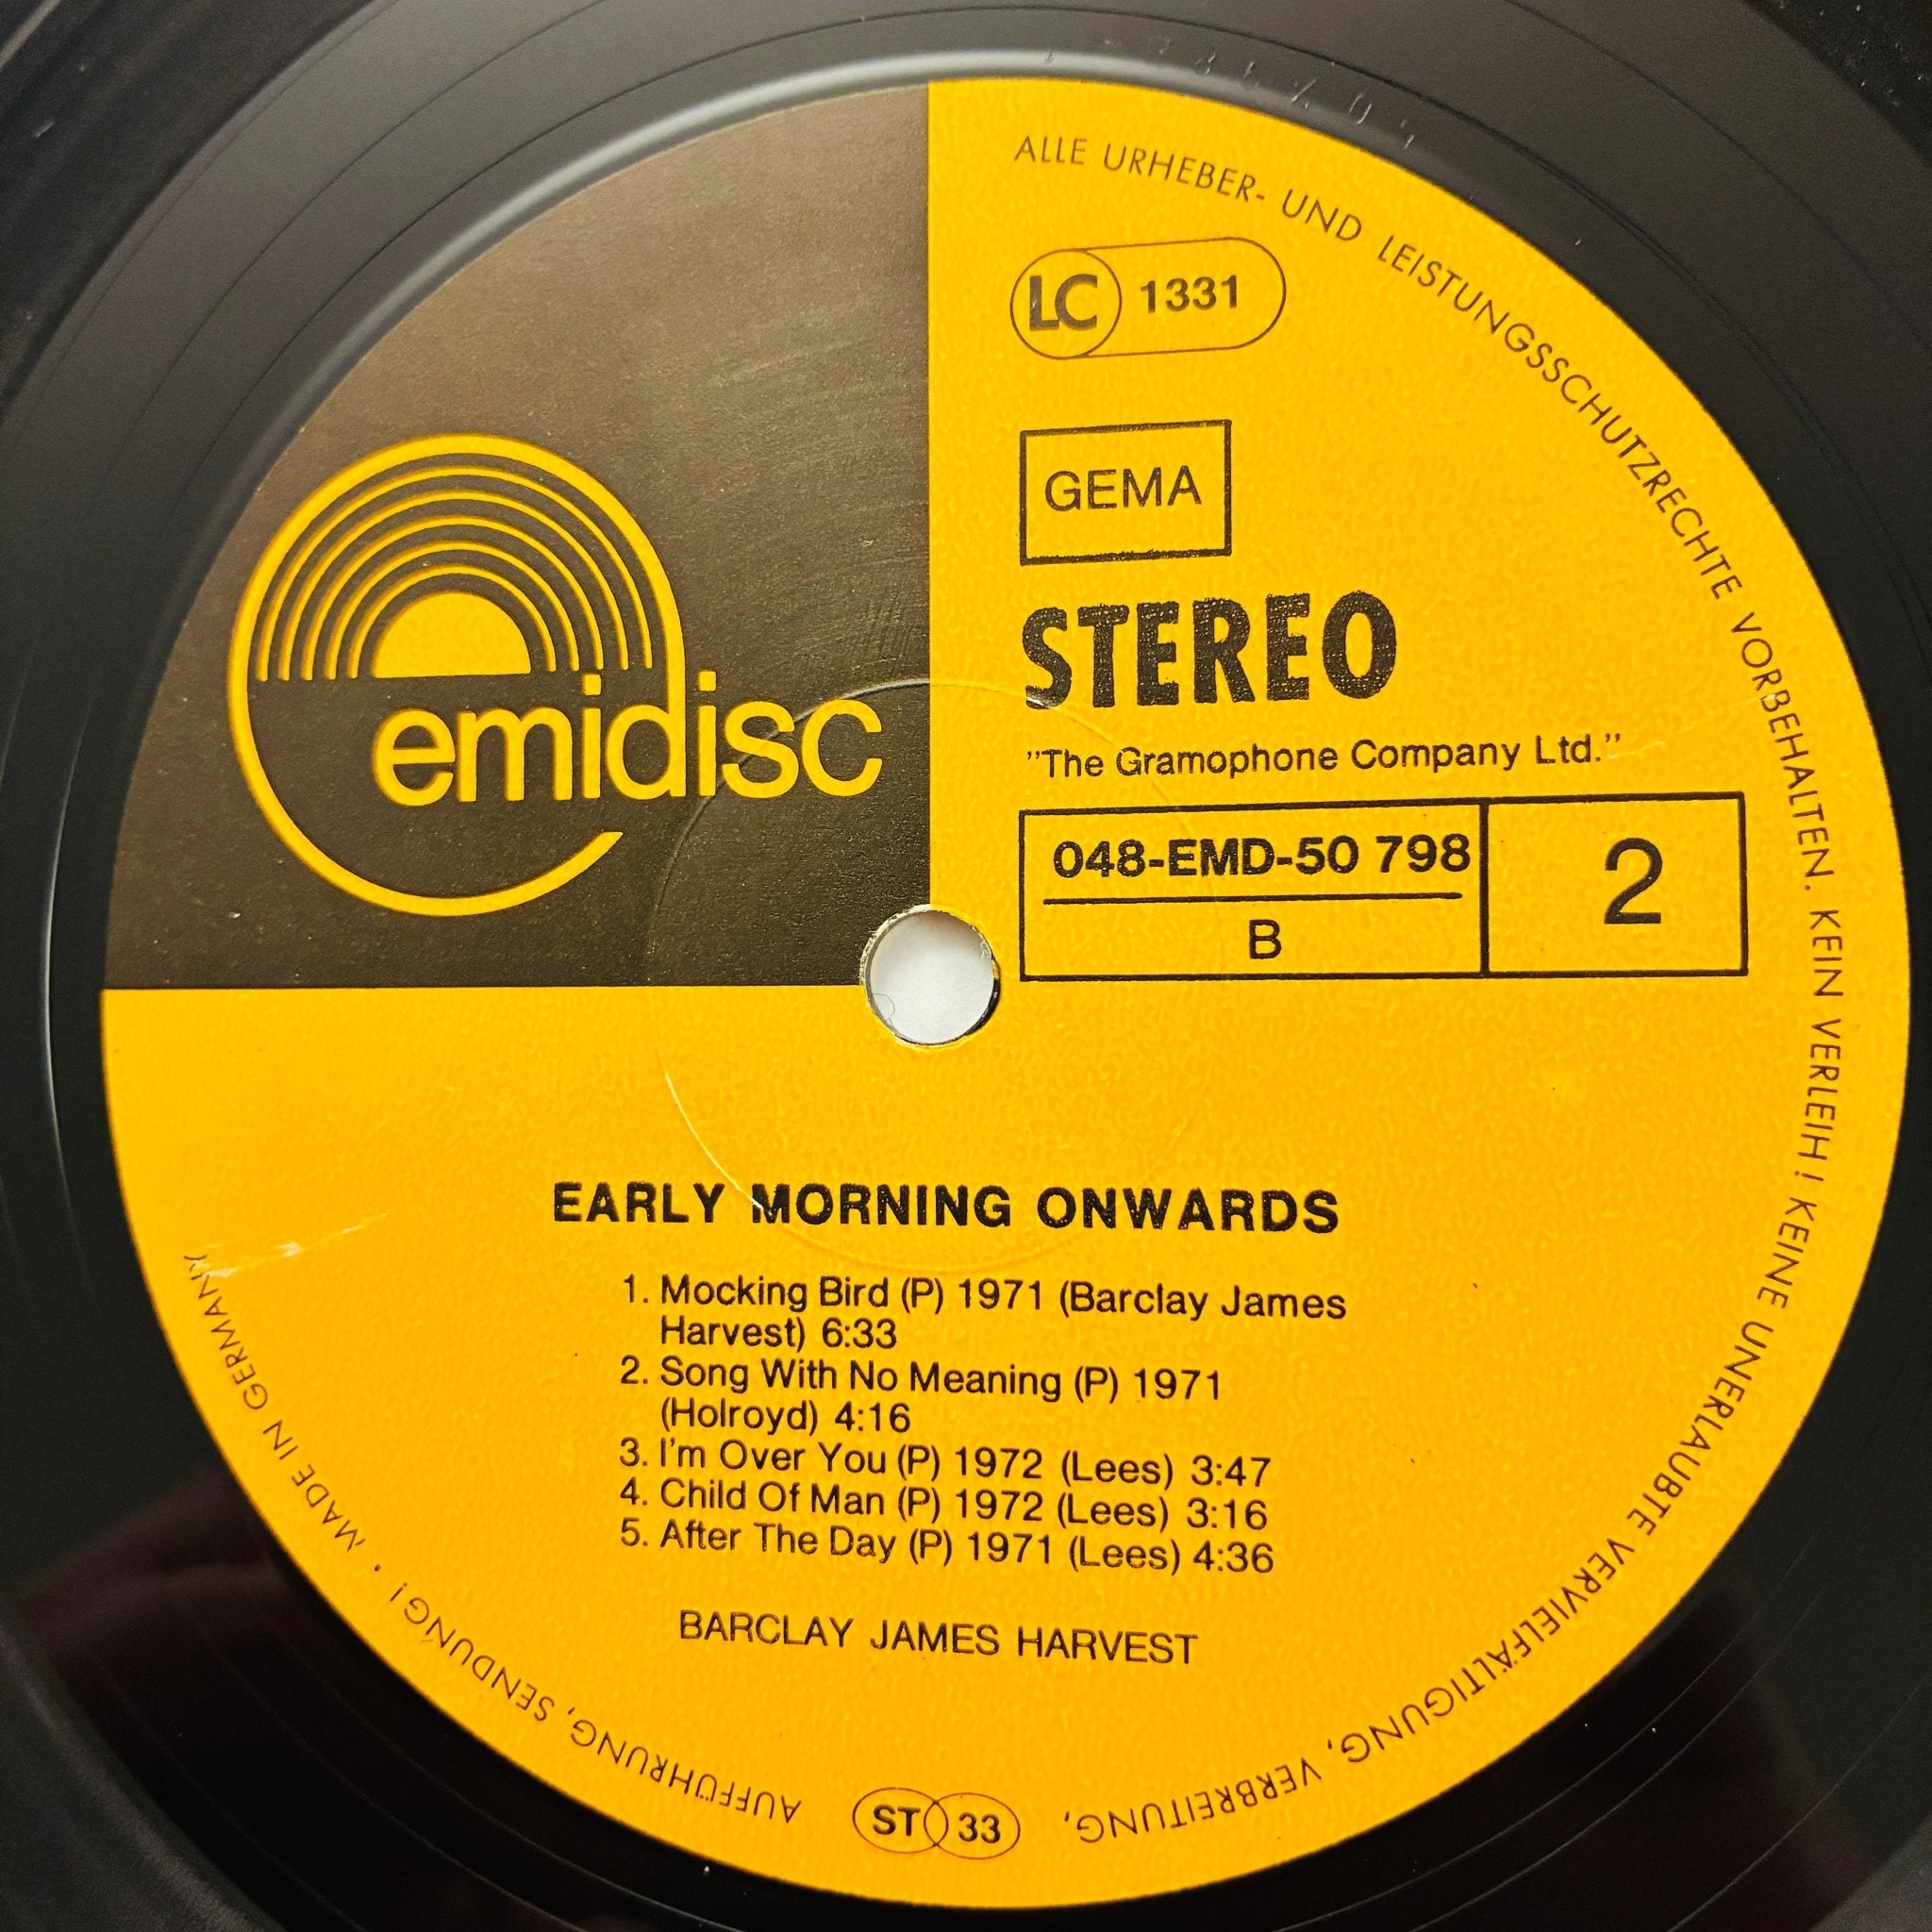 ALLE URHEBER- UND LEISTUNGSSCHUTZRECHTE VORBEHALTEN. KEIN VERLEIH! KEINE UNERLAUBTE VERVIELFÄLTIGUNG, VERBREITUNG, AUFFÜHRUNG, SENDUNG! • MADE IN GERMANY
LC 1331
GEMA
STEREO
emidisc
"The Gramophone Company Ltd."
048-EMD-50 798
B
2
EARLY MORNING ONWARDS
1. Mocking Bird (P) 1971 (Barclay James
Harvest) 6:33
2. Song With No Meaning (P) 1971
(Holroyd) 4:16
3. I'm Over You (P) 1972 (Lees) 3:47
4. Child Of Man (P) 1972 (Lees) 3:16
5. After The Day (P) 1971 (Lees) 4:36
BARCLAY JAMES HARVEST
ST 33